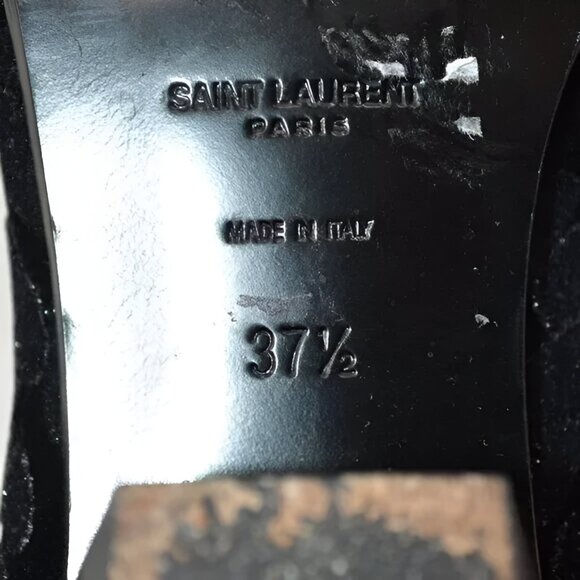 SAINT LAURENT
PARIS
MADE IN ITALY
37½